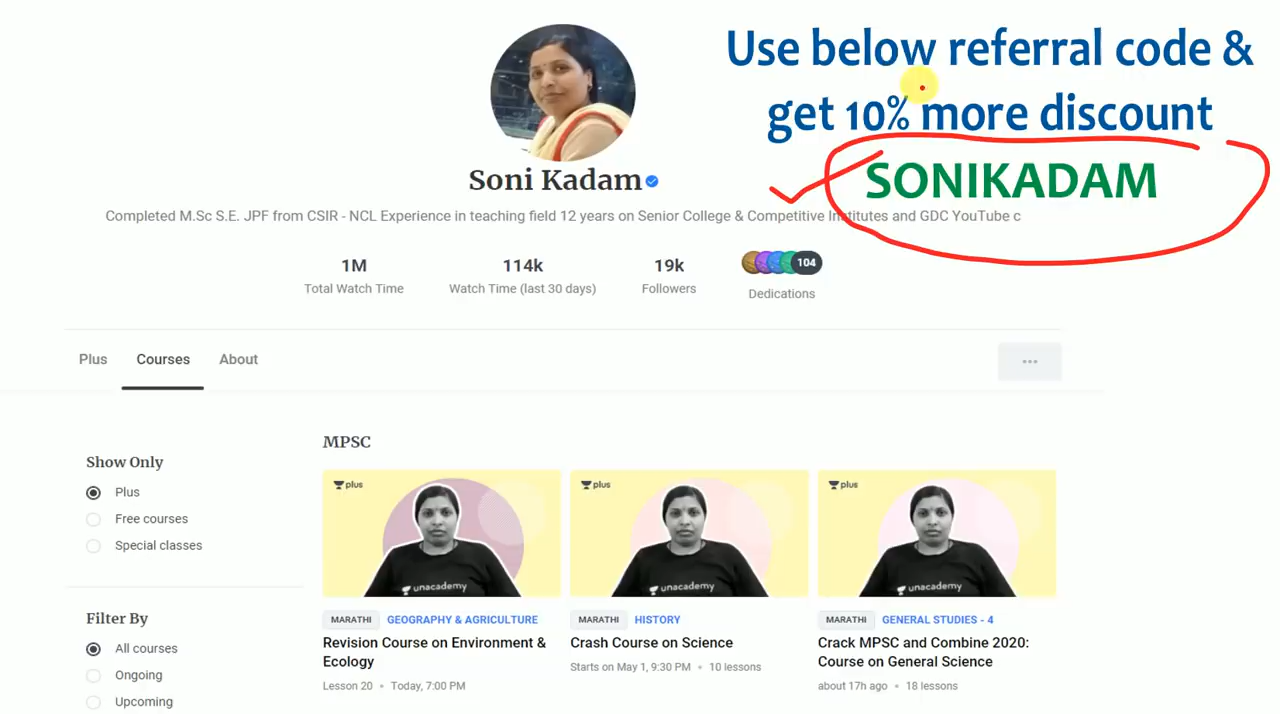 Use below referral code &
get 10% more discount
SONIKADAM
Soni Kadam
Completed M.Sc S.E. JPF from CSIR - NCL Experience in teaching field 12 years on Senior College & Competitive Institutes and GDC YouTube c
1M
Total Watch Time
114k
Watch Time (last 30 days)
19k
Followers
104
Dedications
Plus
Courses
About
Show Only
Plus
Free courses
Special classes
Filter By
All courses
Ongoing
Upcoming
MPSC
plus
unacademy
MARATHI GEOGRAPHY & AGRICULTURE
Revision Course on Environment &
Ecology
Lesson 20 • Today, 7:00 PM
plus
unacademy
MARATHI HISTORY
Crash Course on Science
Starts on May 1, 9:30 PM • 10 lessons
plus
unacademy
MARATHI GENERAL STUDIES - 4
Crack MPSC and Combine 2020:
Course on General Science
about 17h ago • 18 lessons